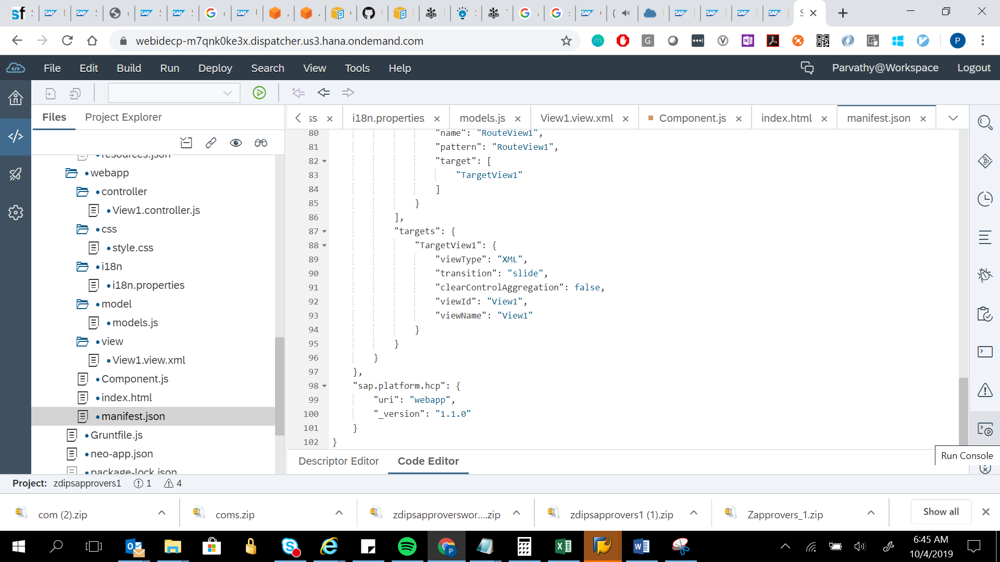 webidecp-m7qnk0ke3x.dispatcher.us3.hana.ondemand.com
File Edit Build Run Deploy Search View Tools Help
Parvathy@Workspace Logout
Files Project Explorer
ss i18n.properties models.js View1.view.xml Component.js index.html manifest.json
resources.json
webapp
controller
View1.controller.js
css
style.css
i18n
i18n.properties
model
models.js
view
View1.view.xml
Component.js
index.html
manifest.json
Gruntfile.js
neo-app.json
package-lock.json
80 "name": "RouteView1",
81 "pattern": "RouteView1",
82 "target": [
83 "TargetView1"
84 ]
85 }
86 ],
87 "targets": {
88 "TargetView1": {
89 "viewType": "XML",
90 "transition": "slide",
91 "clearControlAggregation": false,
92 "viewId": "View1",
93 "viewName": "View1"
94 }
95 }
96 }
97 },
98 "sap.platform.hcp": {
99 "uri": "webapp",
100 "_version": "1.1.0"
101 }
102 }
Run Console
Descriptor Editor Code Editor
Project: zdipsapprovers1 1 4
com (2).zip coms.zip zdipsapproverswor....zip zdipsapprovers1 (1).zip Zapprovers_1.zip Show all
6:45 AM
10/4/2019